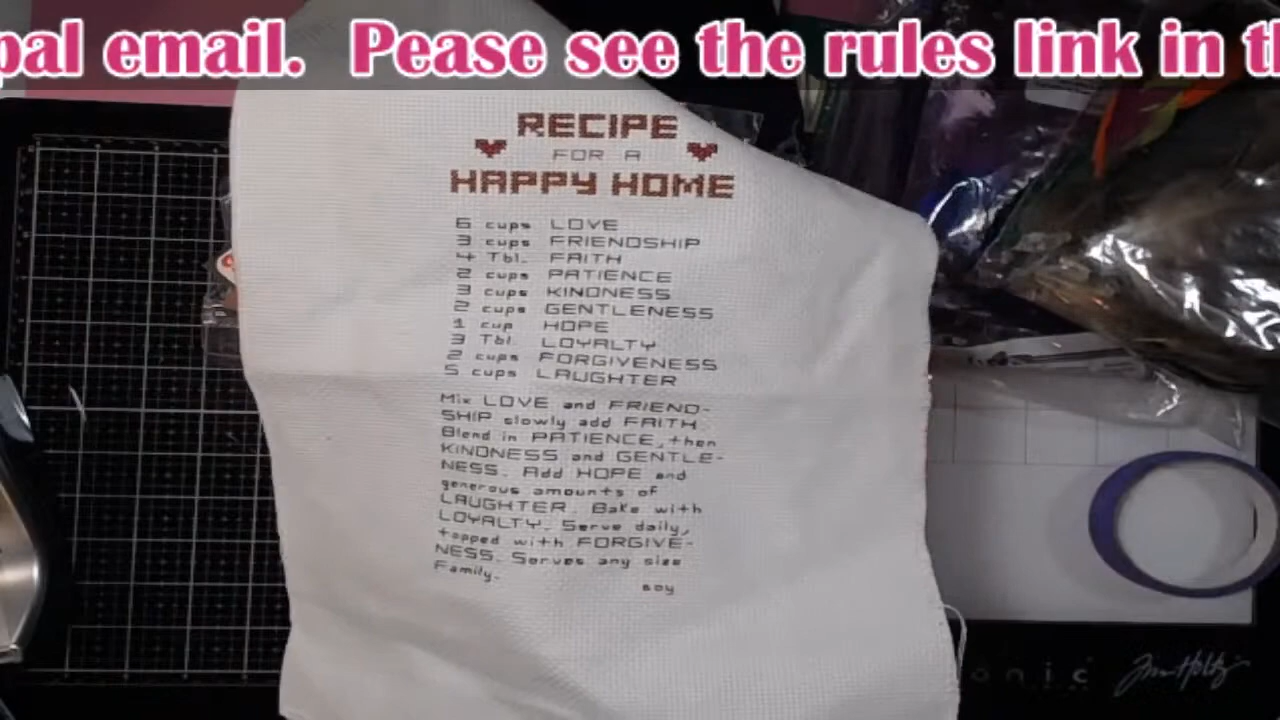 pal email. Pease see the rules link in th
RECIPE
FOR A
HAPPY HOME
6 cups LOVE
3 cups FRIENDSHIP
4 Tbl. FAITH
2 cups PATIENCE
3 cups KINDNESS
2 cups GENTLENESS
1 cup HOPE
3 Tbl. LOYALTY
2 cups FORGIVENESS
5 cups LAUGHTER
Mix LOVE and FRIEND-
SHIP slowly add FAITH
Blend in PATIENCE, then
KINDNESS and GENTLE-
NESS. Add HOPE and
generous amounts of
LAUGHTER. Bake with
LOYALTY. Serve daily,
topped with FORGIVE-
NESS. Serves any size
Family.
onic Tim Holtz